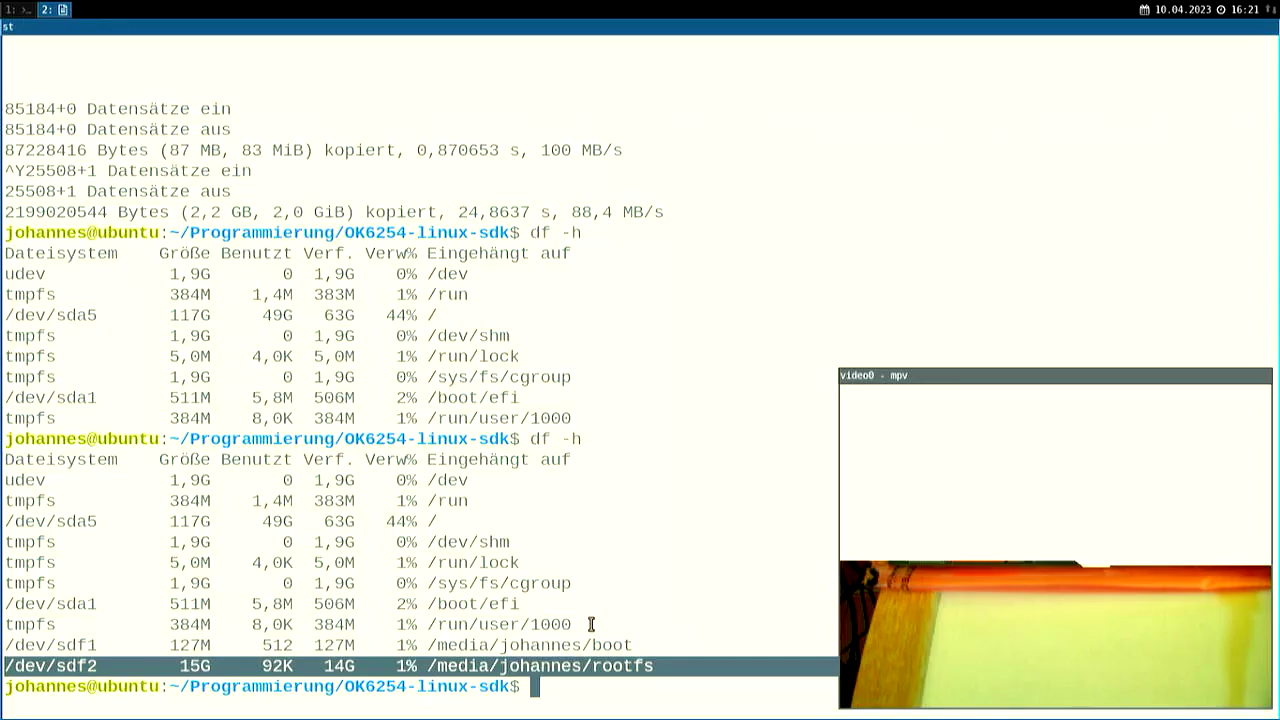 1: >_ 2: 10.04.2023 16:21
st
85184+0 Datensätze ein
85184+0 Datensätze aus
87228416 Bytes (87 MB, 83 MiB) kopiert, 0,870653 s, 100 MB/s
^Y25508+1 Datensätze ein
25508+1 Datensätze aus
2199020544 Bytes (2,2 GB, 2,0 GiB) kopiert, 24,8637 s, 88,4 MB/s
johannes@ubuntu:~/Programmierung/OK6254-linux-sdk$ df -h
Dateisystem Größe Benutzt Verf. Verw% Eingehängt auf
udev 1,9G 0 1,9G 0% /dev
tmpfs 384M 1,4M 383M 1% /run
/dev/sda5 117G 49G 63G 44% /
tmpfs 1,9G 0 1,9G 0% /dev/shm
tmpfs 5,0M 4,0K 5,0M 1% /run/lock
tmpfs 1,9G 0 1,9G 0% /sys/fs/cgroup
/dev/sda1 511M 5,8M 506M 2% /boot/efi
tmpfs 384M 8,0K 384M 1% /run/user/1000
johannes@ubuntu:~/Programmierung/OK6254-linux-sdk$ df -h
Dateisystem Größe Benutzt Verf. Verw% Eingehängt auf
udev 1,9G 0 1,9G 0% /dev
tmpfs 384M 1,4M 383M 1% /run
/dev/sda5 117G 49G 63G 44% /
tmpfs 1,9G 0 1,9G 0% /dev/shm
tmpfs 5,0M 4,0K 5,0M 1% /run/lock
tmpfs 1,9G 0 1,9G 0% /sys/fs/cgroup
/dev/sda1 511M 5,8M 506M 2% /boot/efi
tmpfs 384M 8,0K 384M 1% /run/user/1000
/dev/sdf1 127M 512 127M 1% /media/johannes/boot
/dev/sdf2 15G 92K 14G 1% /media/johannes/rootfs
johannes@ubuntu:~/Programmierung/OK6254-linux-sdk$
video0 - mpv